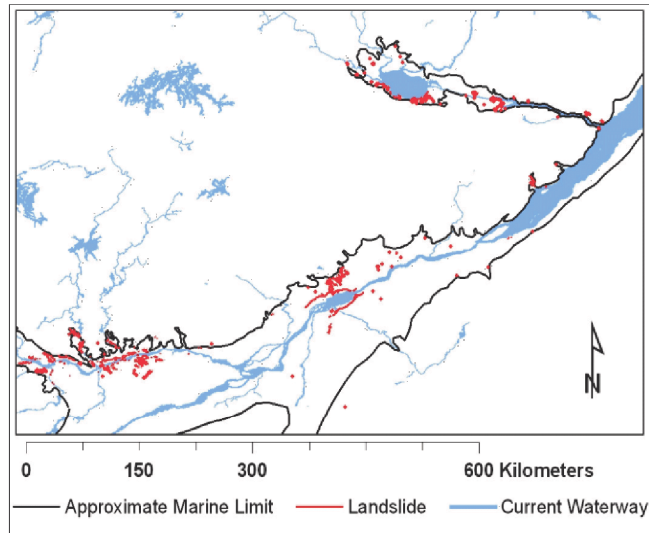 N
0 150 300 600 Kilometers
Approximate Marine Limit Landslide Current Waterway